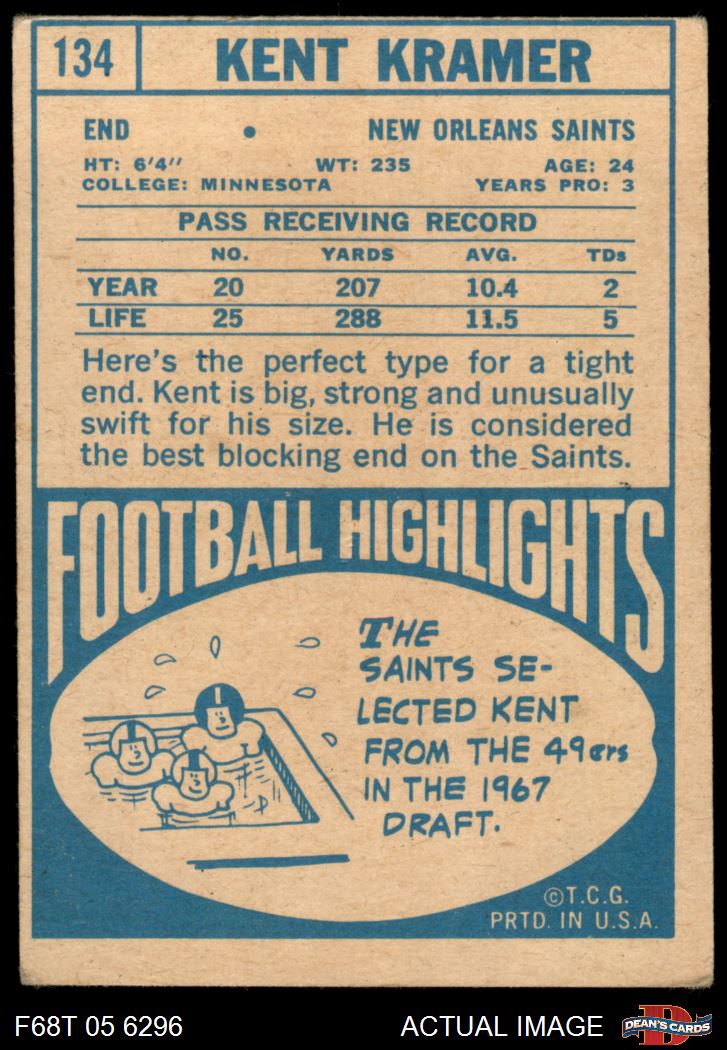 134 KENT KRAMER
END • NEW ORLEANS SAINTS
HT: 6'4" WT: 235 AGE: 24
COLLEGE: MINNESOTA YEARS PRO: 3
PASS RECEIVING RECORD
NO. YARDS AVG. TDs
YEAR 20 207 10.4 2
LIFE 25 288 11.5 5
Here's the perfect type for a tight
end. Kent is big, strong and unusually
swift for his size. He is considered
the best blocking end on the Saints.
FOOTBALL HIGHLIGHTS
THE
SAINTS SE-
LECTED KENT
FROM THE 49ers
IN THE 1967
DRAFT.
©T.C.G.
PRTD. IN U.S.A.
F68T 05 6296 ACTUAL IMAGE D DEAN'S CARDS